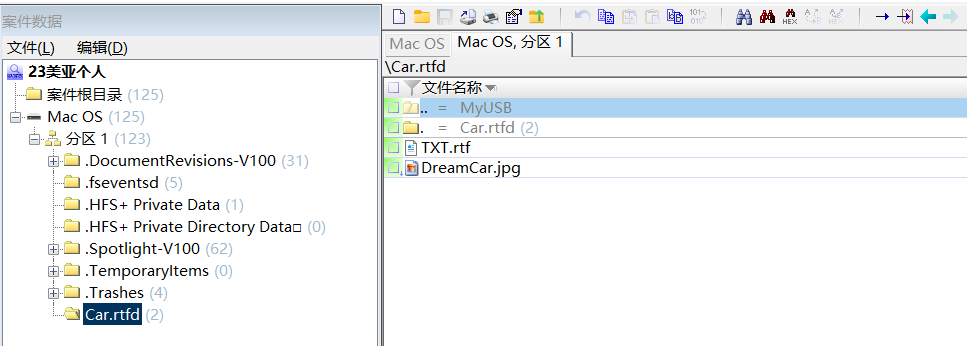 案件数据
文件(L) 编辑(D)
23美亚个人
案件根目录 (125)
Mac OS (125)
分区 1 (123)
.DocumentRevisions-V100 (31)
.fseventsd (5)
.HFS+ Private Data (1)
.HFS+ Private Directory Data□ (0)
.Spotlight-V100 (62)
.TemporaryItems (0)
.Trashes (4)
Car.rtfd (2)
HEX
HEX
Mac OS Mac OS, 分区 1
\Car.rtfd
文件名称
.. = MyUSB
. = Car.rtfd (2)
TXT.rtf
DreamCar.jpg